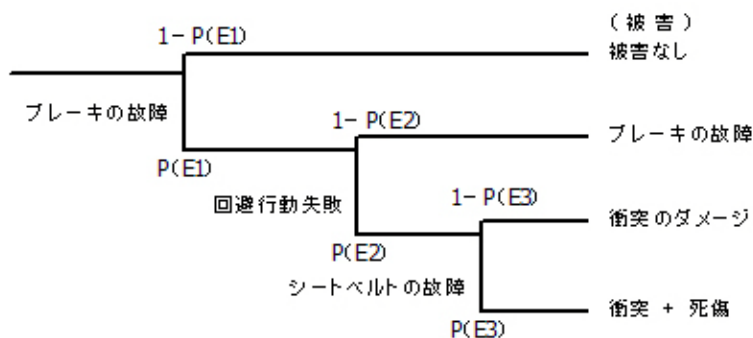 (被害)
1-P(E1)
被害なし
ブレーキの故障
1-P(E2)
ブレーキの故障
P(E1)
回避行動失敗
1-P(E3)
衝突のダメージ
P(E2)
シートベルトの故障
衝突 + 死傷
P(E3)